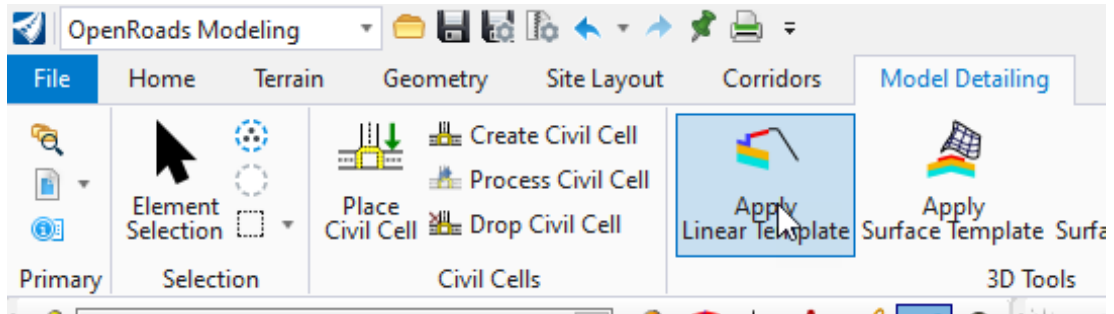 OpenRoads Modeling
File Home Terrain Geometry Site Layout Corridors Model Detailing
Element
Selection
Place
Civil Cell
Create Civil Cell
Process Civil Cell
Drop Civil Cell
Apply
Linear Template
Apply
Surface Template
Primary Selection Civil Cells 3D Tools